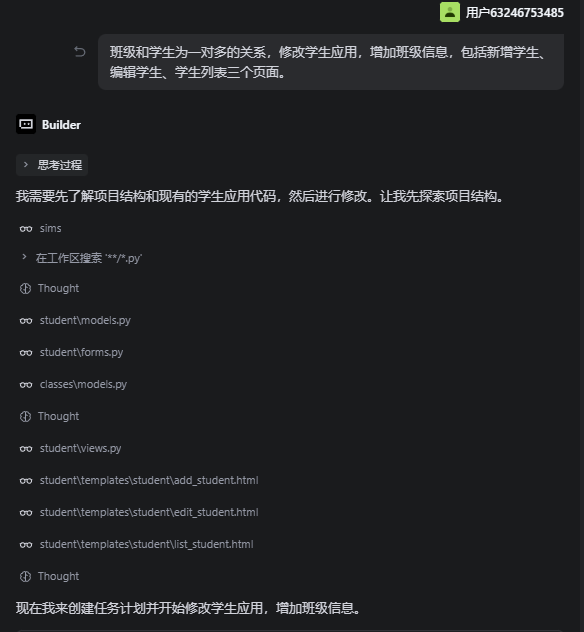 用户63246753485
班级和学生为一对多的关系，修改学生应用，增加班级信息，包括新增学生、
编辑学生、学生列表三个页面。
Builder
思考过程
我需要先了解项目结构和现有的学生应用代码，然后进行修改。让我先探索项目结构。
sims
在工作区搜索 '**/*.py'
Thought
student\models.py
student\forms.py
classes\models.py
Thought
student\views.py
student\templates\student\add_student.html
student\templates\student\edit_student.html
student\templates\student\list_student.html
Thought
现在我来创建任务计划并开始修改学生应用，增加班级信息。